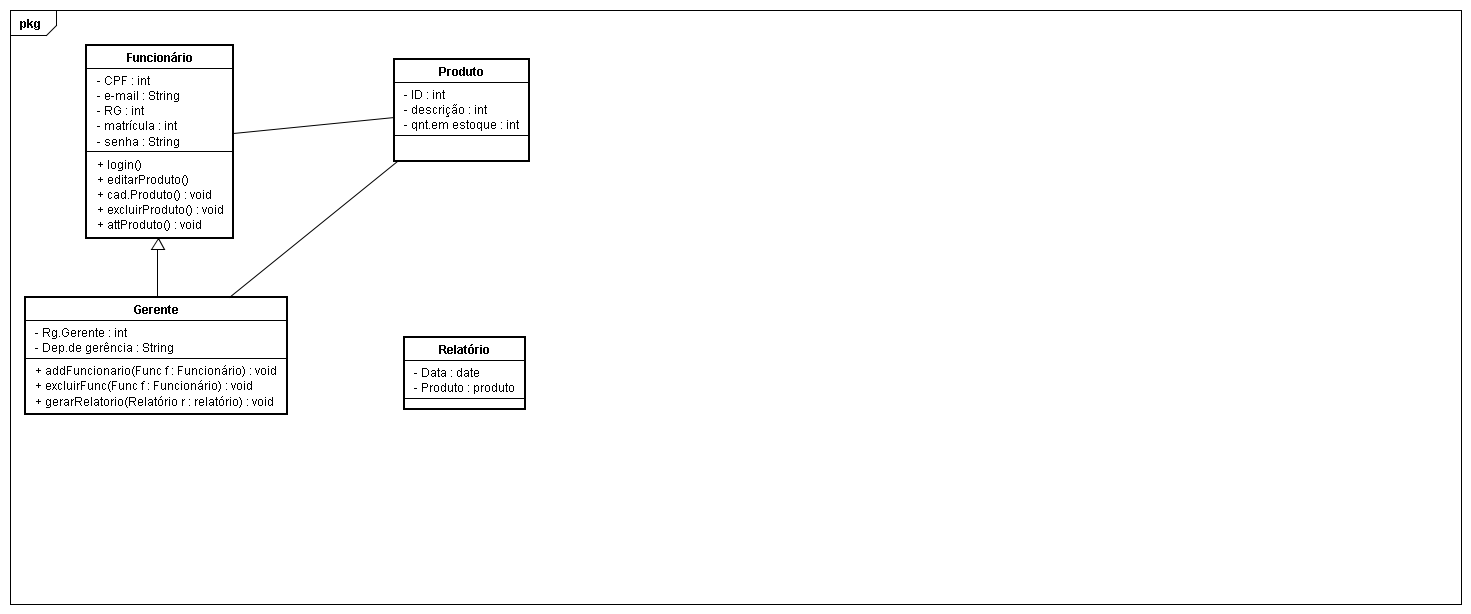 pkg
Funcionário
- CPF : int
- e-mail : String
- RG : int
- matrícula : int
- senha : String
+ login()
+ editarProduto()
+ cad.Produto() : void
+ excluirProduto() : void
+ attProduto() : void
Produto
- ID : int
- descrição : int
- qnt.em estoque : int
Gerente
- Rg.Gerente : int
- Dep.de gerência : String
+ addFuncionario(Func f : Funcionário) : void
+ excluirFunc(Func f : Funcionário) : void
+ gerarRelatorio(Relatório r : relatório) : void
Relatório
- Data : date
- Produto : produto